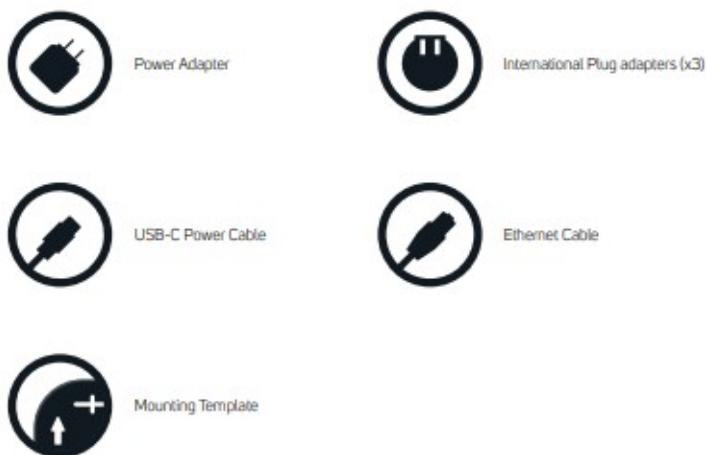 Power Adapter
International Plug adapters (x3)
USB-C Power Cable
Ethernet Cable
Mounting Template